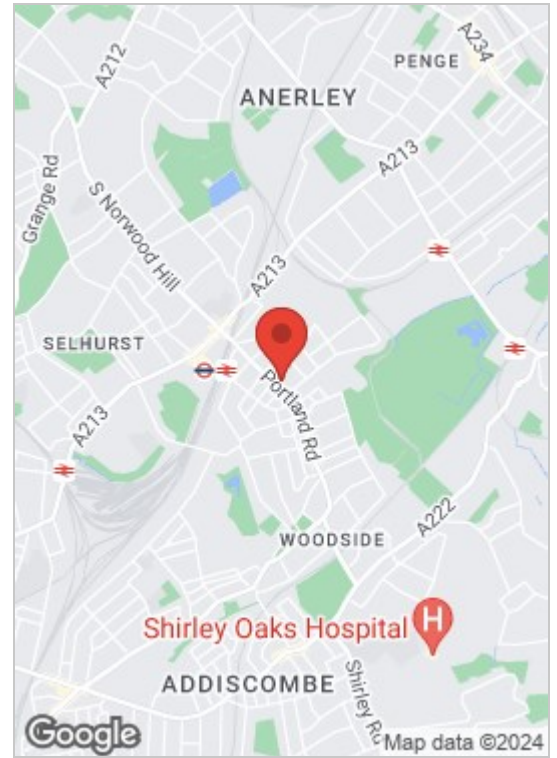 A212
A234
PENGE
ANERLEY
A213
Grange Rd
S Norwood Hill
A213
SELHURST
Portland Rd
A213
A222
WOODSIDE
Shirley Oaks Hospital
H
ADDISCOMBE
Shirley Rd
Google
Map data ©2024